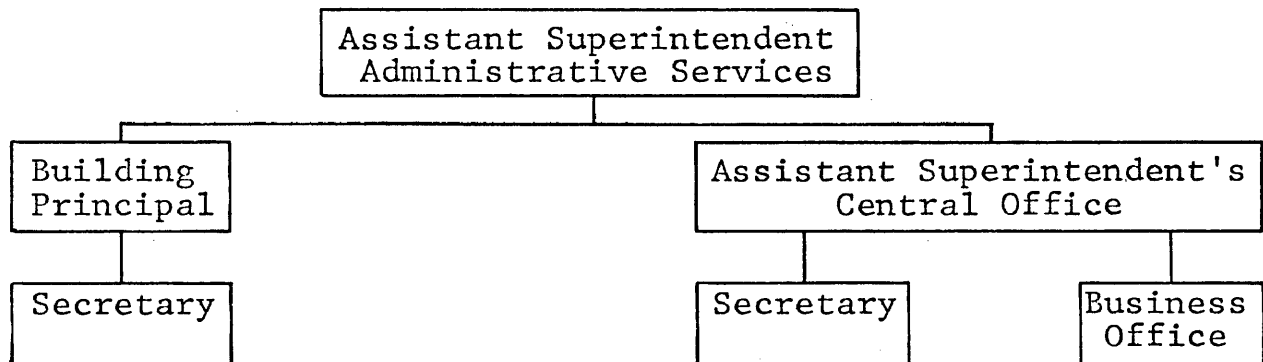 Assistant Superintendent
Administrative Services
Building
Principal
Assistant Superintendent's
Central Office
Secretary
Secretary
Business
Office